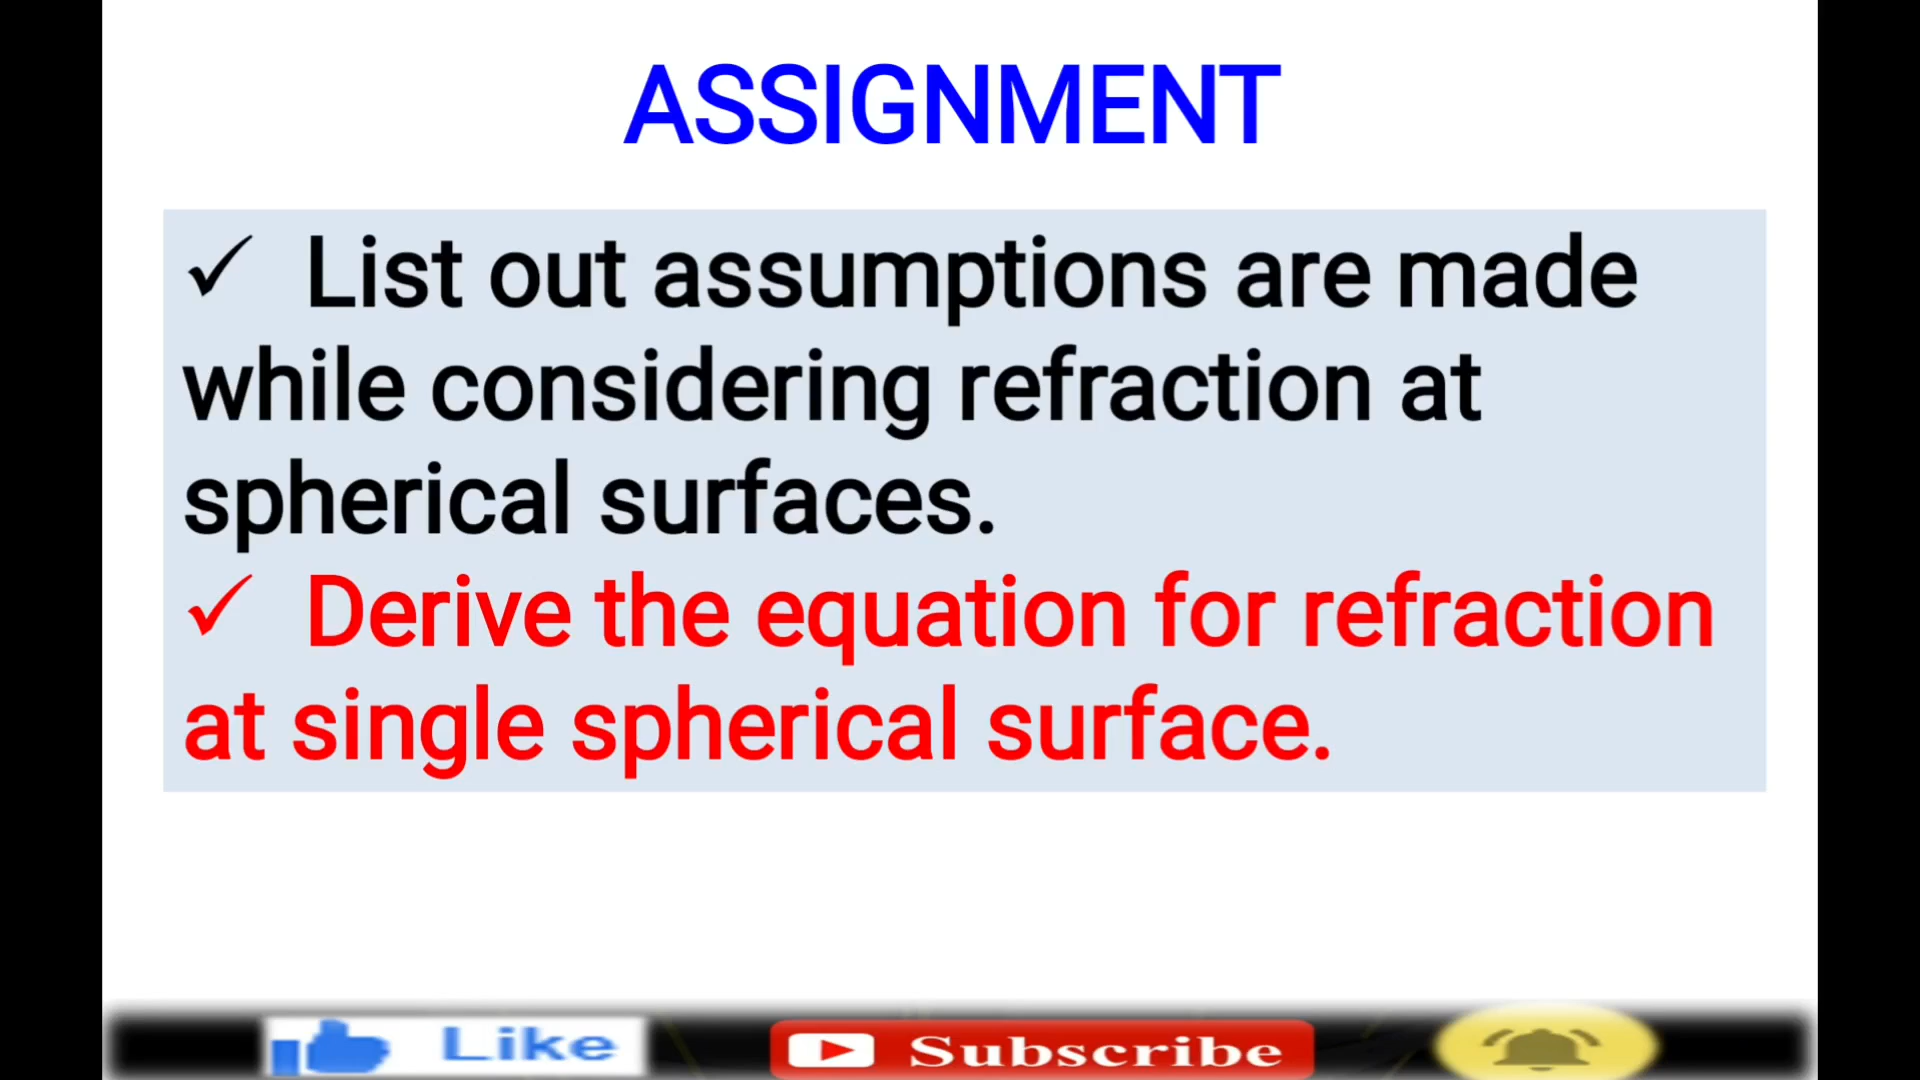 ASSIGNMENT
✓ List out assumptions are made
while considering refraction at
spherical surfaces.
✓ Derive the equation for refraction
at single spherical surface.
Like
Subscribe